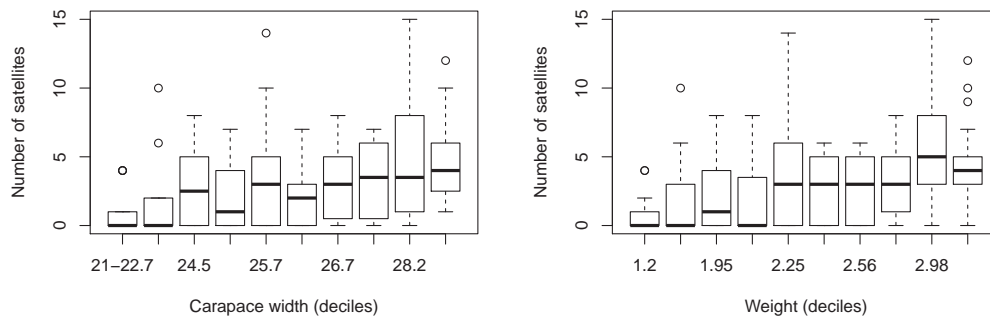 Number of satellites
15
10
5
0
21−22.7 24.5 25.7 26.7 28.2
Carapace width (deciles)
Number of satellites
15
10
5
0
1.2 1.95 2.25 2.56 2.98
Weight (deciles)